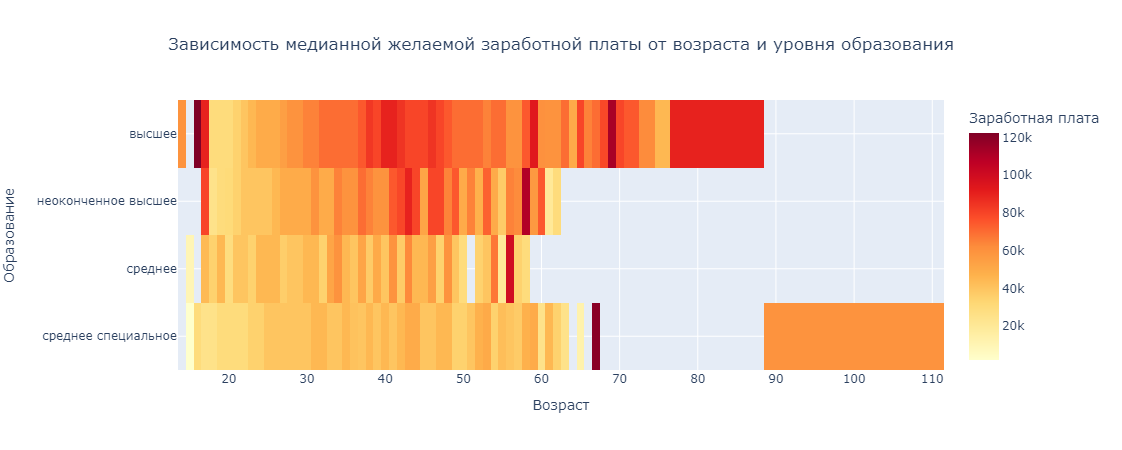 Зависимость медианной желаемой заработной платы от возраста и уровня образования
Образование
высшее
неоконченное высшее
среднее
среднее специальное
20 30 40 50 60 70 80 90 100 110
Возраст
Заработная плата
120k
100k
80k
60k
40k
20k